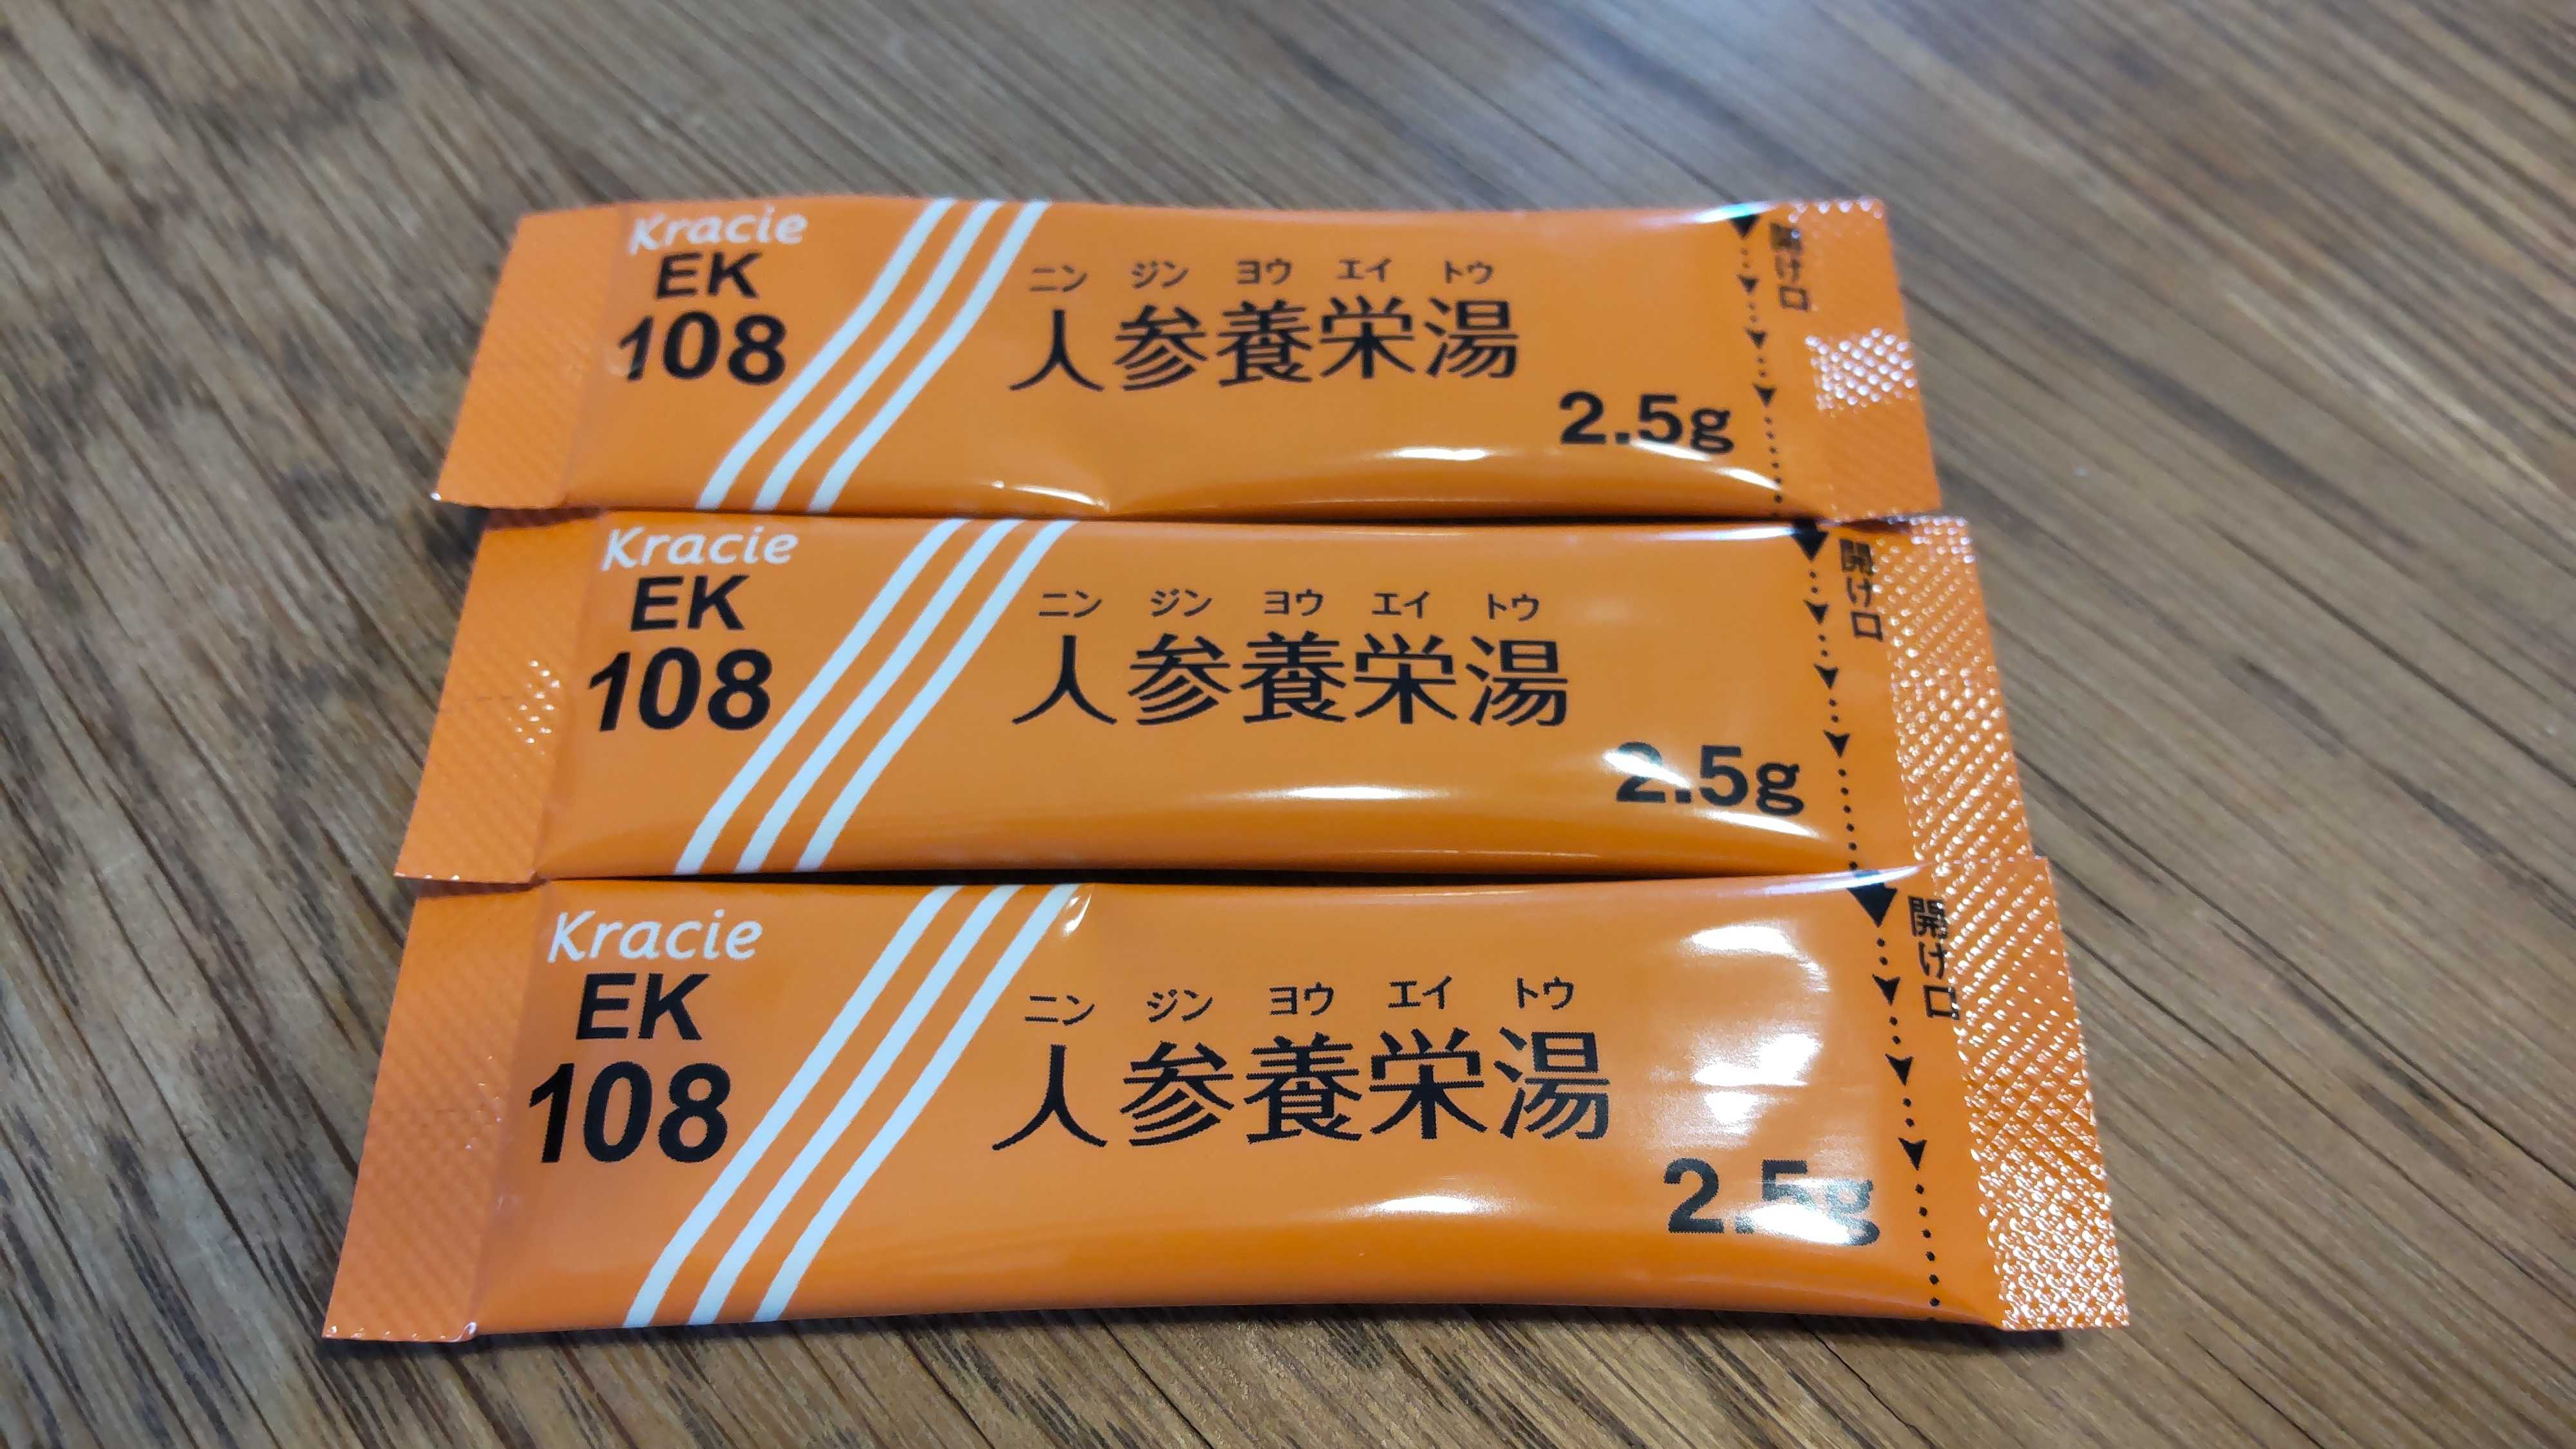 Kracie
EK
108
ニン ジン ヨウ エイ トウ
人参養栄湯
2.5g
開け口
Kracie
EK
108
ニン ジン ヨウ エイ トウ
人参養栄湯
2.5g
開け口
Kracie
EK
108
ニン ジン ヨウ エイ トウ
人参養栄湯
2.5g
開け口